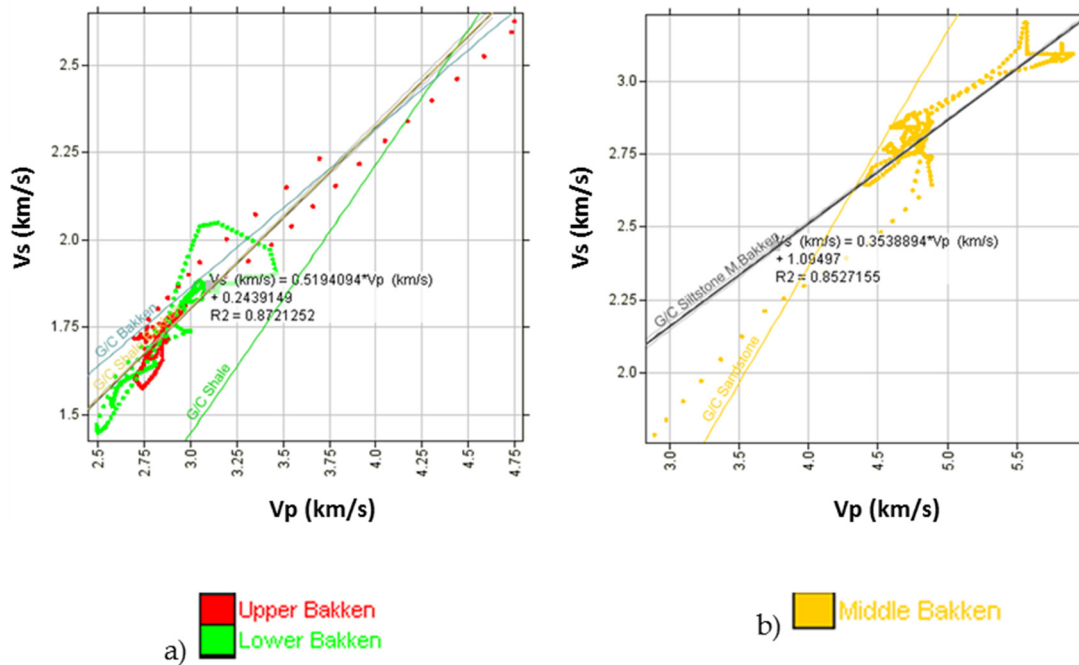 2.5
2.25
2.0
1.75
1.5
Vs (km/s)
G/C Bakken
G/C Shale
G/C Shale
Vs (km/s) = 0.5194094*Vp (km/s)
+ 0.2439149
R2 = 0.8721252
2.5
2.75
3.0
3.25
3.5
3.75
4.0
4.25
4.5
4.75
Vp (km/s)
Upper Bakken
Lower Bakken
a)
3.0
2.75
2.5
2.25
2.0
Vs (km/s)
G/C Siltstone M.Bakken
G/C Sandstone
Vs (km/s) = 0.3538894*Vp (km/s)
+ 1.09497
R2 = 0.8527155
3.0
3.5
4.0
4.5
5.0
5.5
Vp (km/s)
Middle Bakken
b)